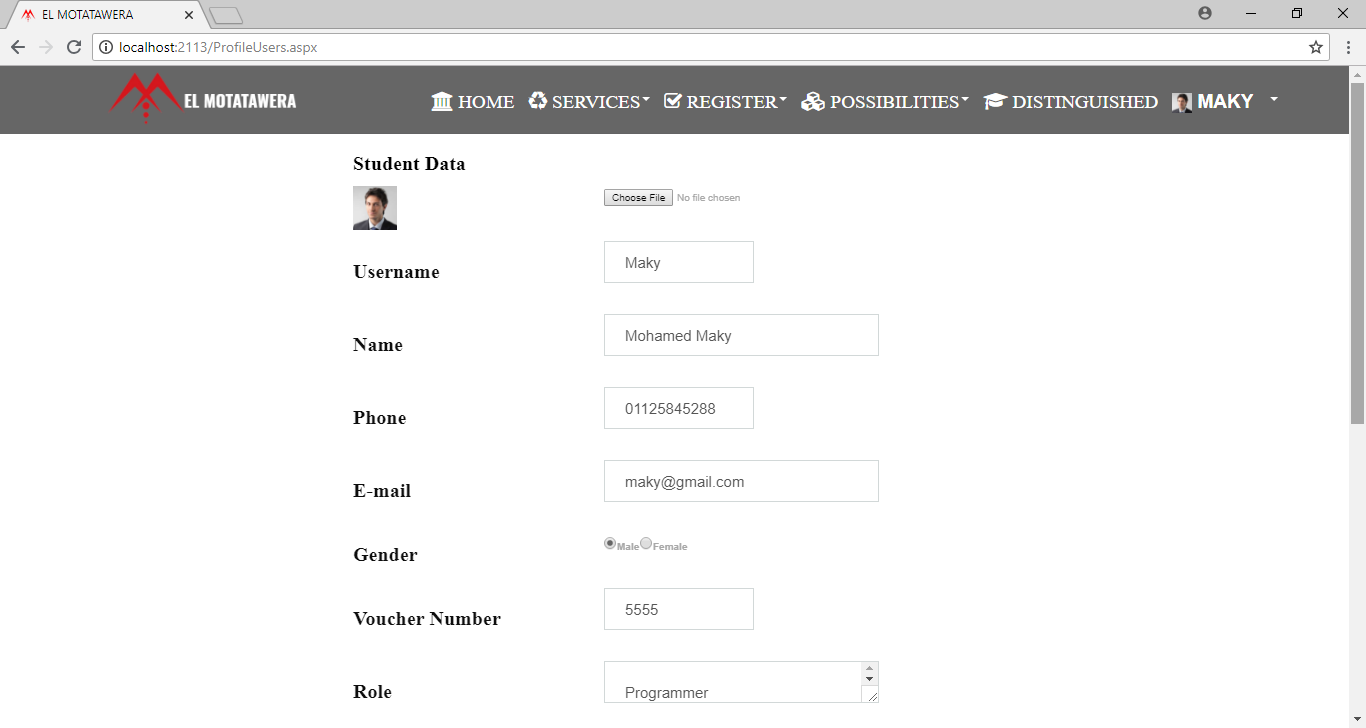 EL MOTATAWERA
localhost:2113/ProfileUsers.aspx
EL MOTATAWERA HOME SERVICES REGISTER POSSIBILITIES DISTINGUISHED MAKY
Student Data
Choose File No file chosen
Username Maky
Name Mohamed Maky
Phone 01125845288
E-mail maky@gmail.com
Gender Male Female
Voucher Number 5555
Role Programmer